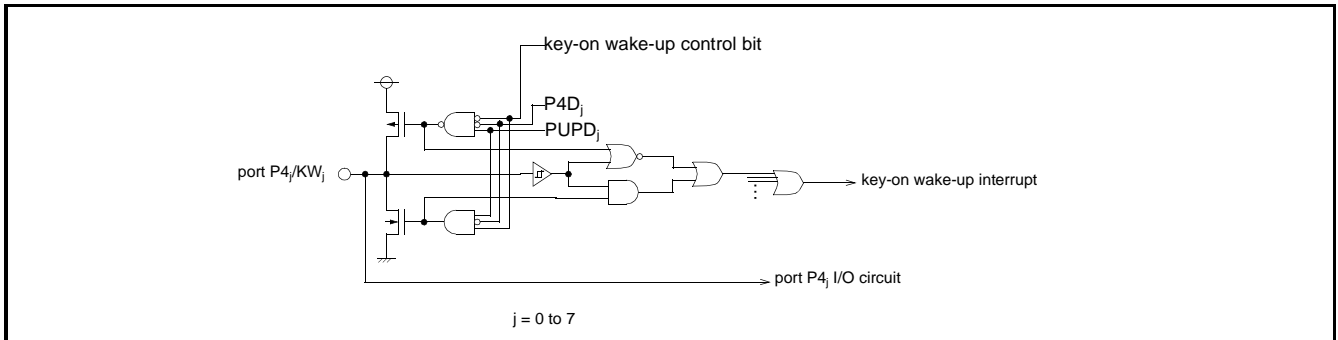 key-on wake-up control bit
P4Dj
PUPDj
port P4j/KWj
key-on wake-up interrupt
port P4j I/O circuit
j = 0 to 7